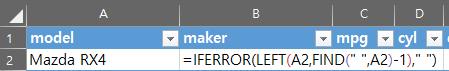 A B C D
1 model maker mpg cyl
2 Mazda RX4 =IFERROR(LEFT(A2,FIND(" ",A2)-1)," ")